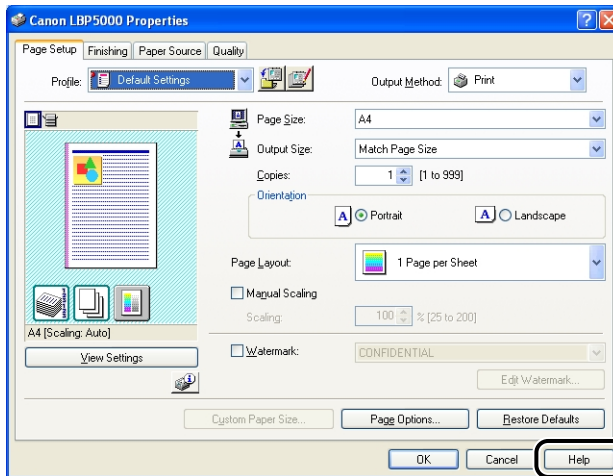 Canon LBP5000 Properties
Page Setup Finishing Paper Source Quality
Profile: Default Settings Output Method: Print
Page Size: A4
Output Size: Match Page Size
Copies: 1 [1 to 999]
Orientation
A Portrait A Landscape
Page Layout: 1 Page per Sheet
Manual Scaling
Scaling: 100 % [25 to 200]
A4 [Scaling: Auto]
View Settings
Watermark: CONFIDENTIAL
Edit Watermark...
Custom Paper Size... Page Options... Restore Defaults
OK Cancel Help